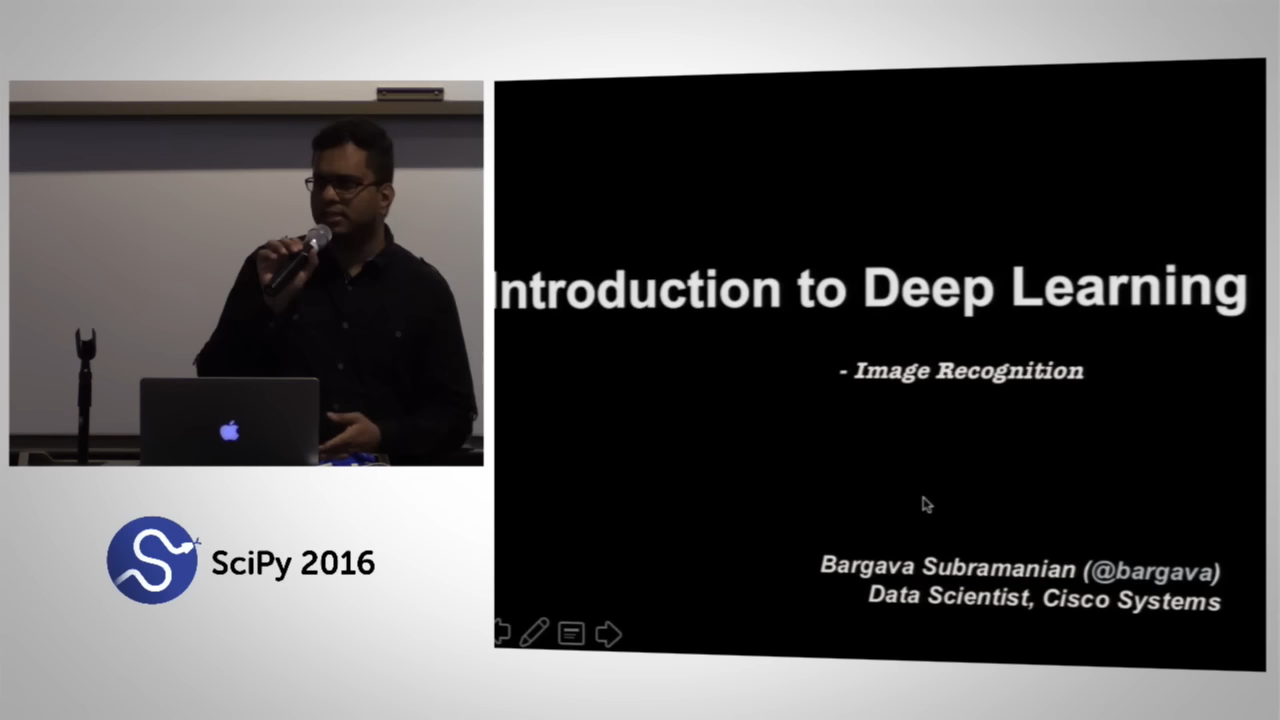 Introduction to Deep Learning
- Image Recognition
Bargava Subramanian (@bargava)
Data Scientist, Cisco Systems
SciPy 2016